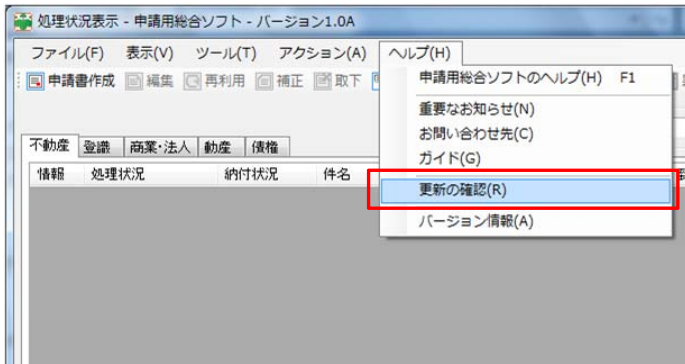 処理状況表示 - 申請用総合ソフト - バージョン1.0A
ファイル(F) 表示(V) ツール(T) アクション(A) ヘルプ(H)
申請書作成 編集 再利用 補正 取下
申請用総合ソフトのヘルプ(H) F1
重要なお知らせ(N)
お問い合わせ先(C)
ガイド(G)
更新の確認(R)
バージョン情報(A)
不動産 登識 商業・法人 動産 債権
情報 処理状況 納付状況 件名